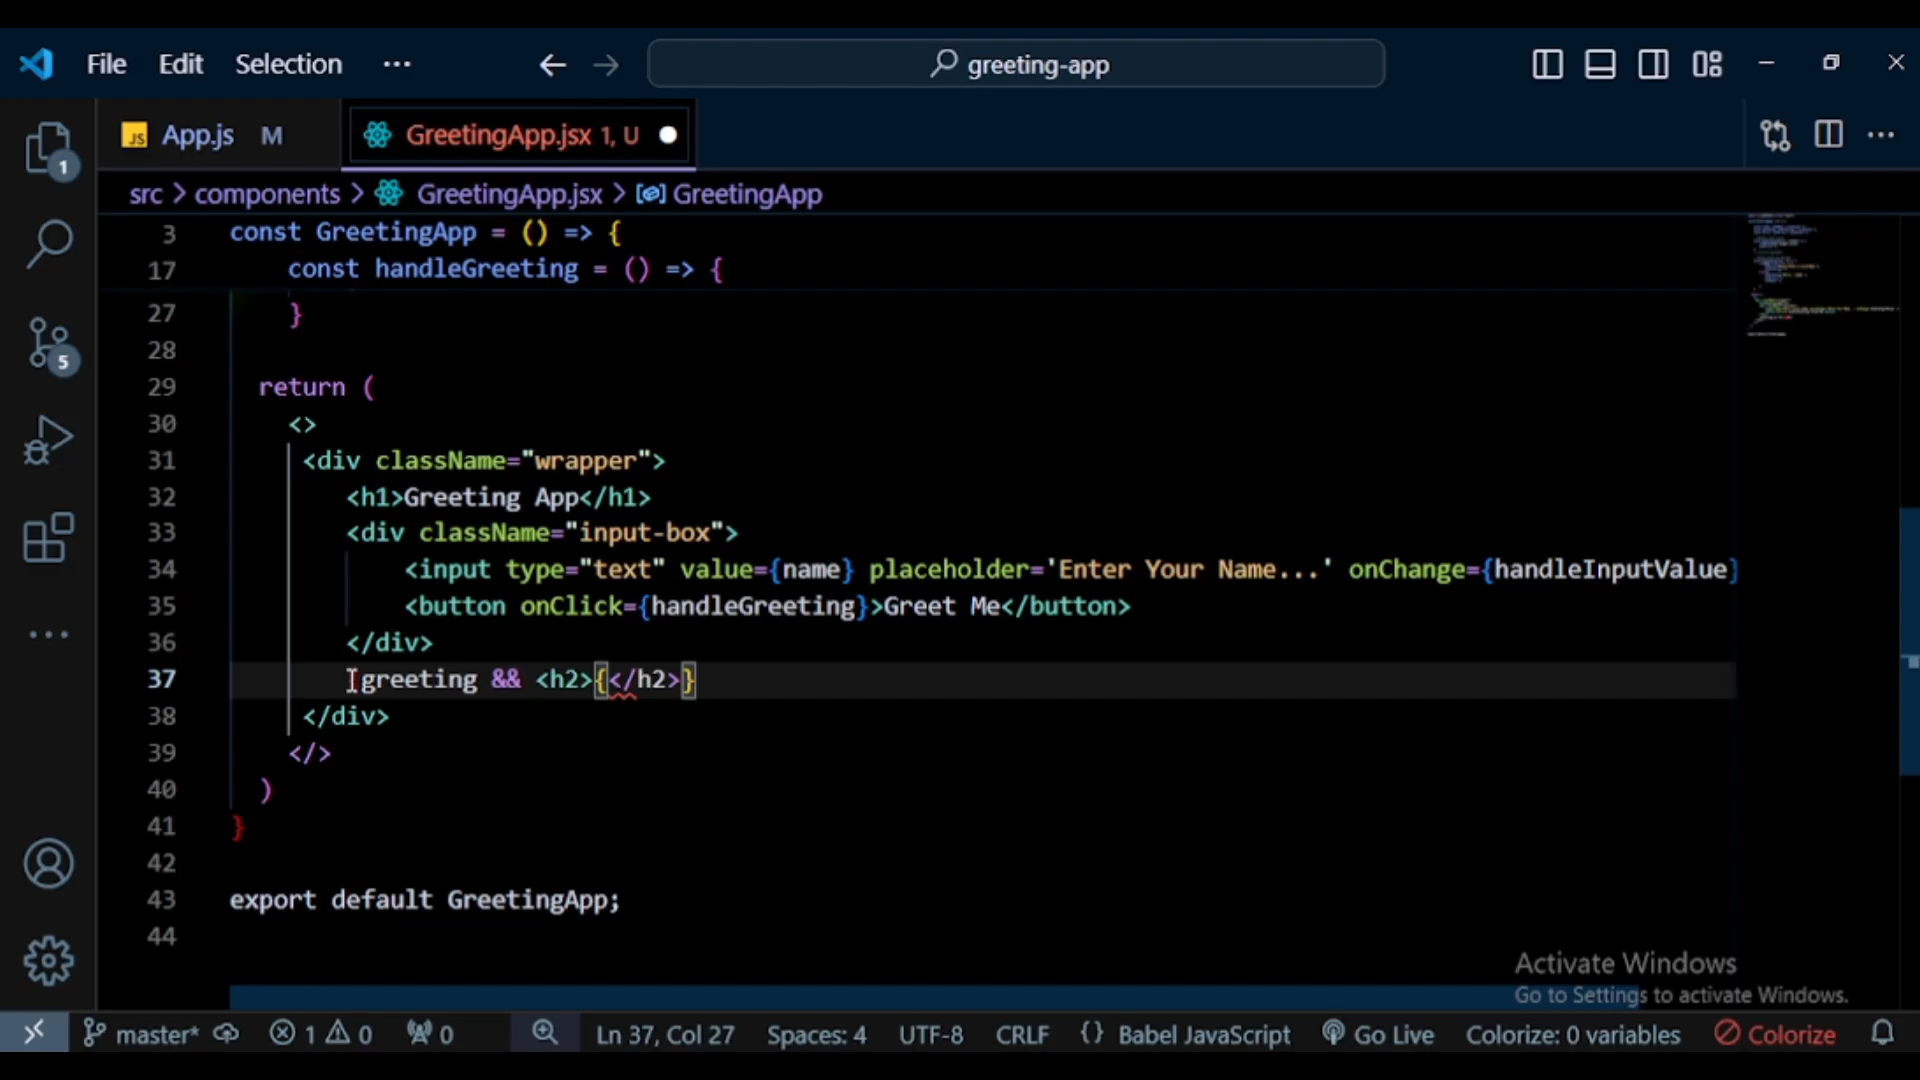 File Edit Selection ··· greeting-app
JS App.js M GreetingApp.jsx 1, U
src > components > GreetingApp.jsx > GreetingApp
3 const GreetingApp = () => {
17 const handleGreeting = () => {
27 }
28
29 return (
30 <>
31 <div className="wrapper">
32 <h1>Greeting App</h1>
33 <div className="input-box">
34 <input type="text" value={name} placeholder='Enter Your Name...' onChange={handleInputValue}
35 <button onClick={handleGreeting}>Greet Me</button>
36 </div>
37 greeting && <h2>{</h2>}
38 </div>
39 </>
40 )
41 }
42
43 export default GreetingApp;
44
1
5
Activate Windows
Go to Settings to activate Windows.
master* 1 0 0 Ln 37, Col 27 Spaces: 4 UTF-8 CRLF {} Babel JavaScript Go Live Colorize: 0 variables Colorize